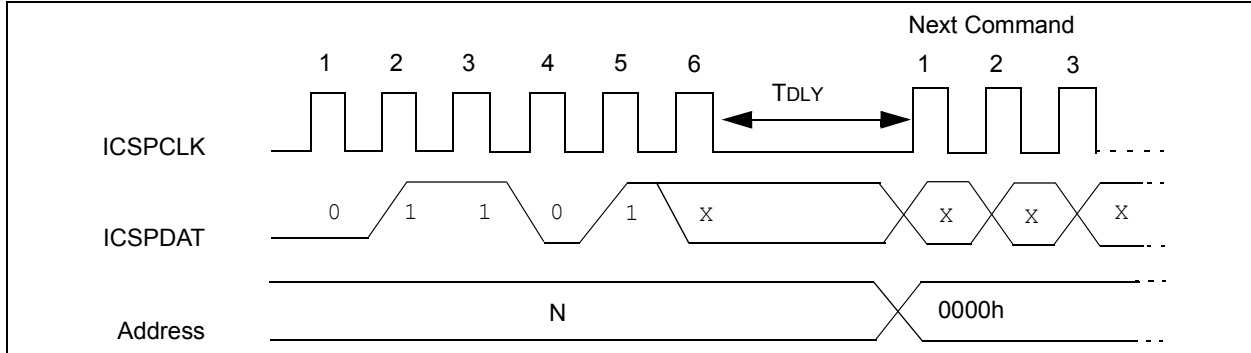 Next Command
1 2 3 4 5 6 1 2 3
TDLY
ICSPCLK
0 1 1 0 1 X X X X
ICSPDAT
N 0000h
Address